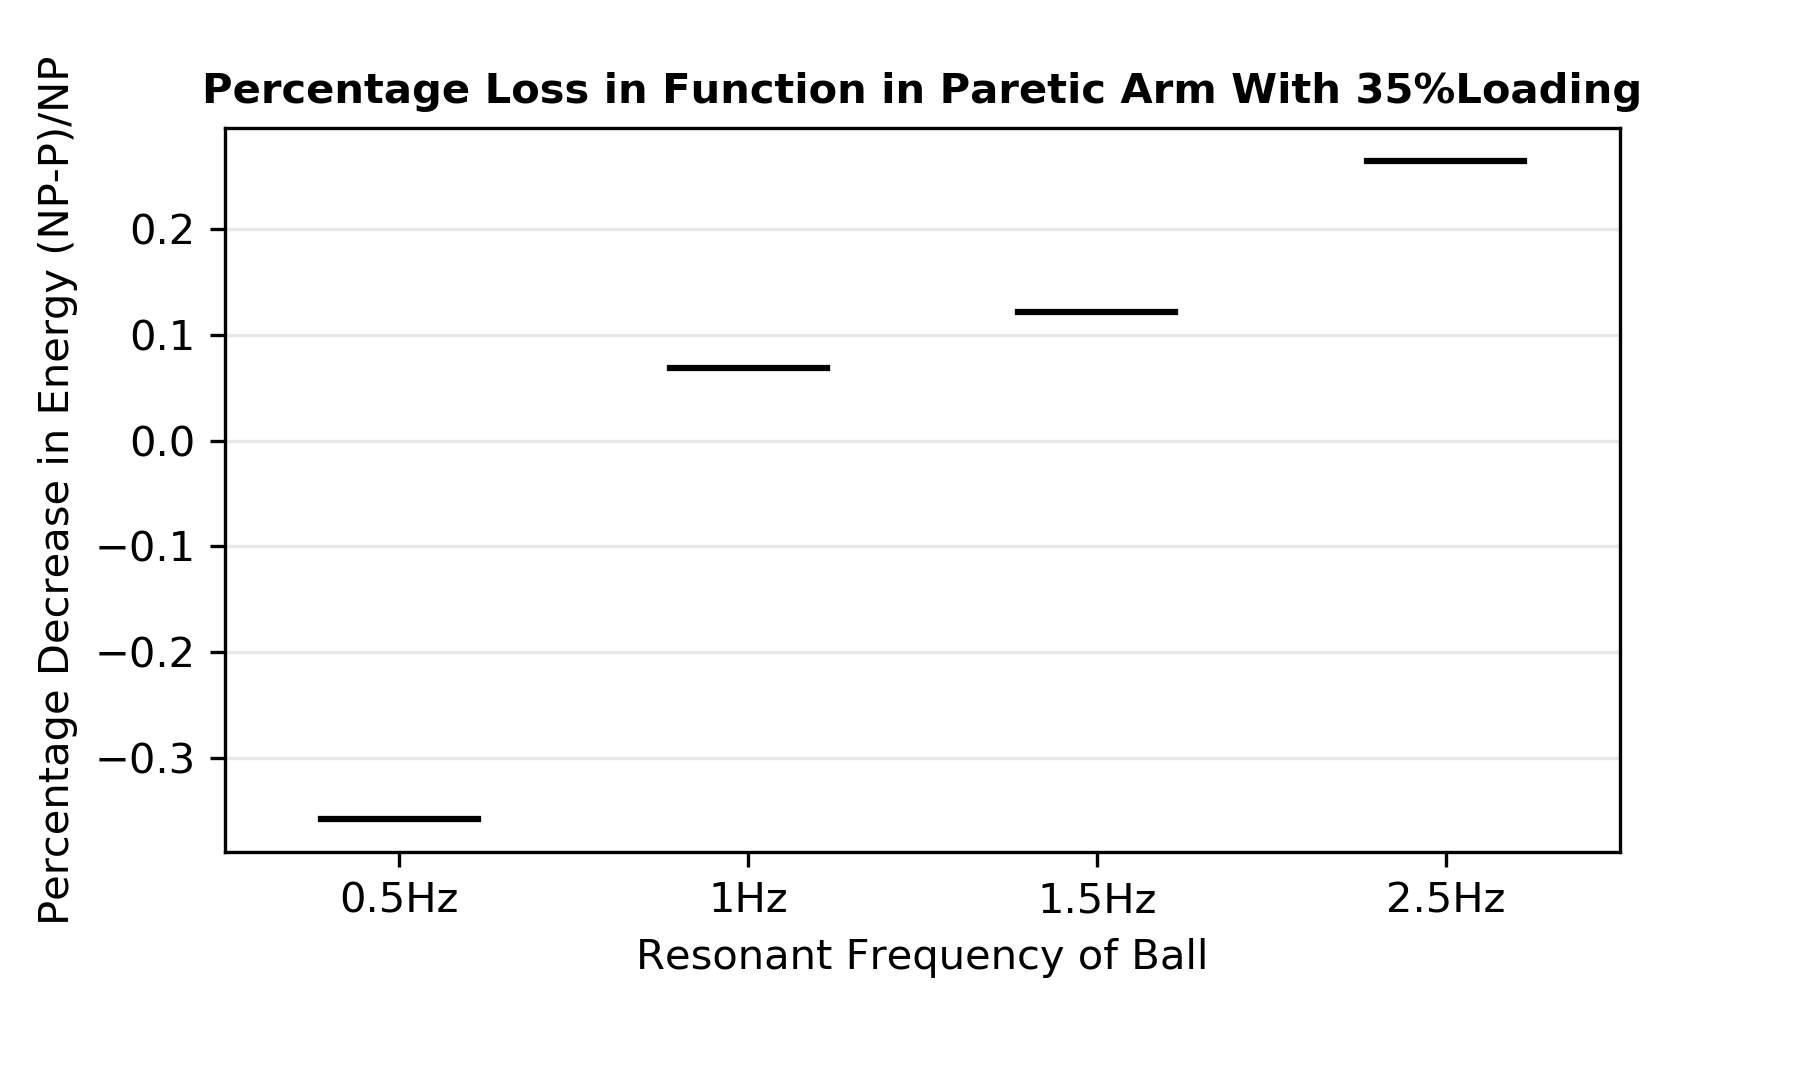 Percentage Loss in Function in Paretic Arm With 35%Loading
Percentage Decrease in Energy (NP-P)/NP
0.2
0.1
0.0
−0.1
−0.2
−0.3
0.5Hz 1Hz 1.5Hz 2.5Hz
Resonant Frequency of Ball